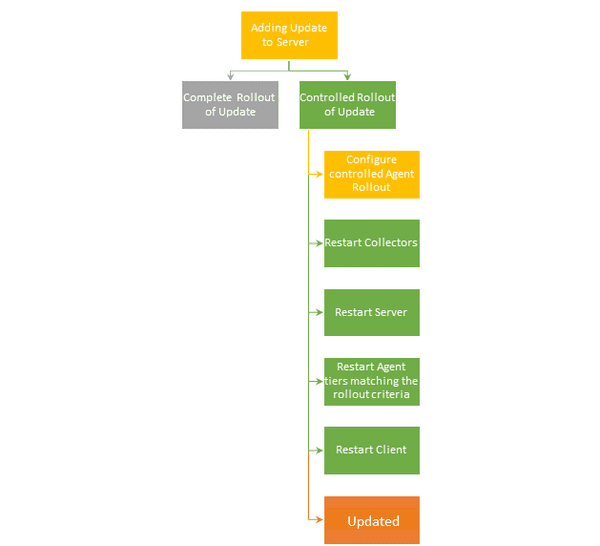 Adding Update
to Server
Complete Rollout
of Update
Controlled Rollout
of Update
Configure
controlled Agent
Rollout
Restart Collectors
Restart Server
Restart Agent
tiers matching the
rollout criteria
Restart Client
Updated